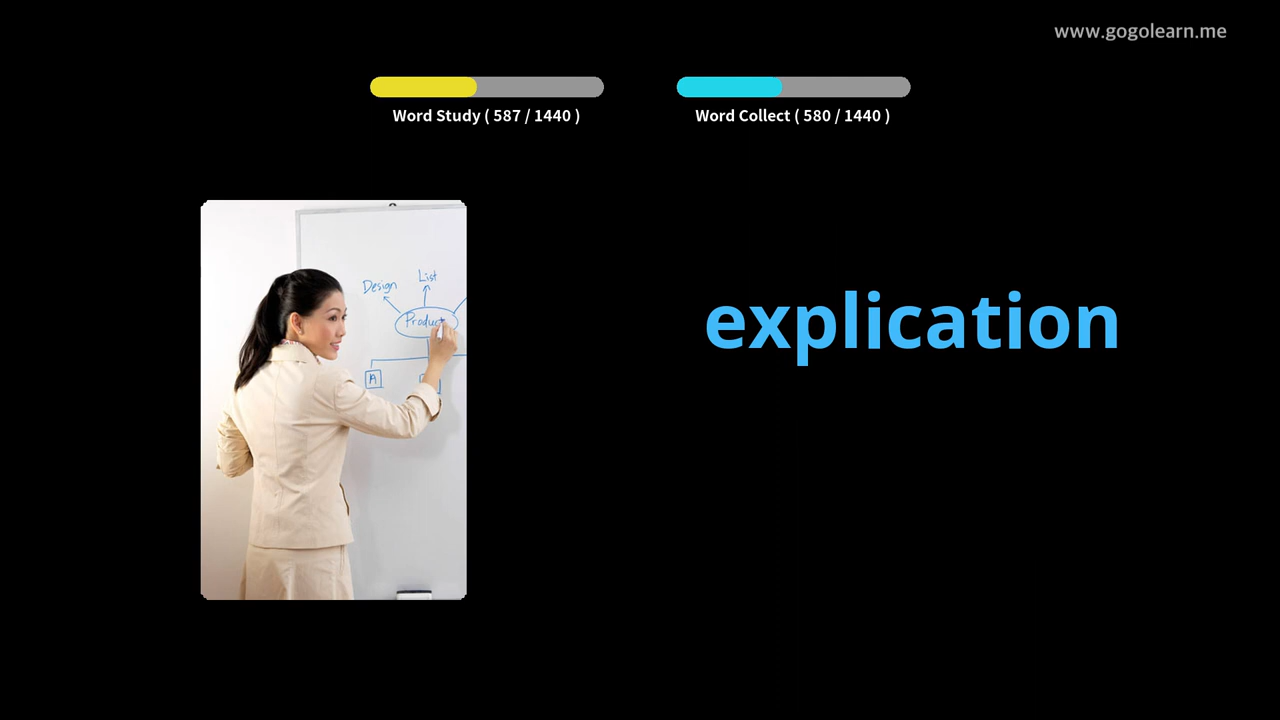 www.gogolearn.me
Word Study ( 587 / 1440 )
Word Collect ( 580 / 1440 )
explication
List
Design
Product
A